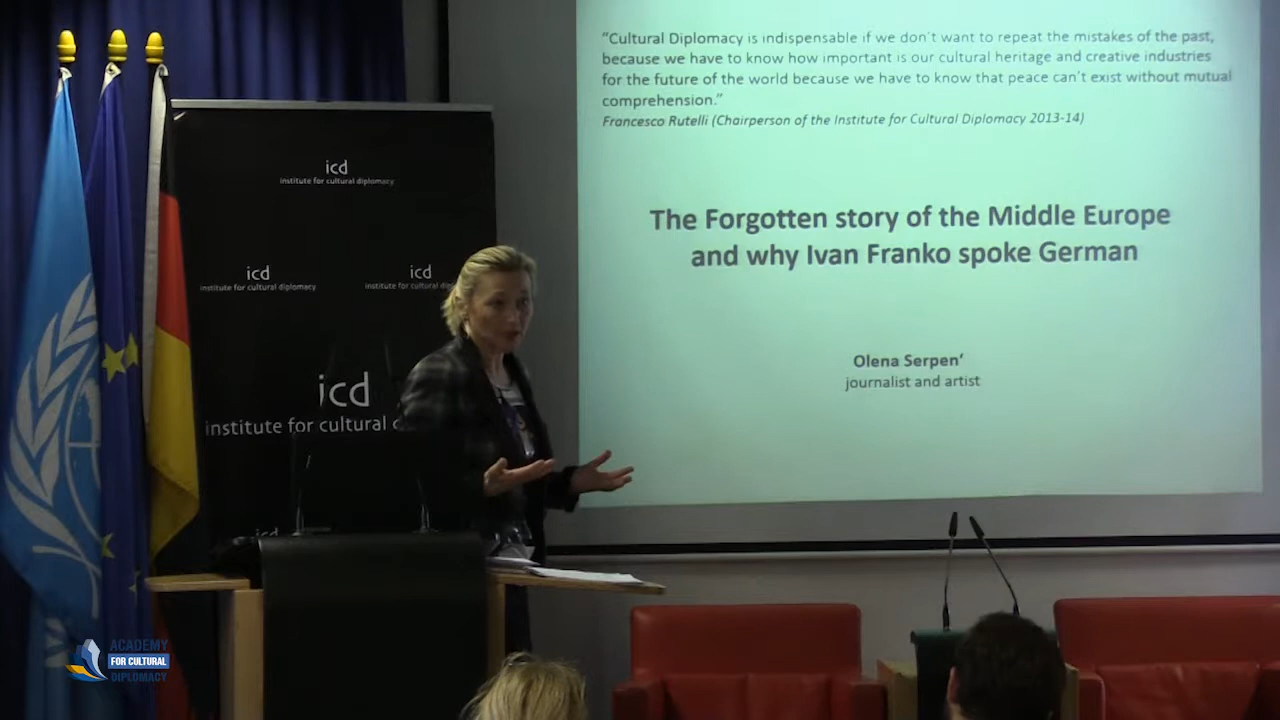 "Cultural Diplomacy is indispensable if we don´t want to repeat the mistakes of the past,
because we have to know how important is our cultural heritage and creative industries
for the future of the world because we have to know that peace can´t exist without mutual
comprehension."
Francesco Rutelli (Chairperson of the Institute for Cultural Diplomacy 2013-14)
The Forgotten story of the Middle Europe
and why Ivan Franko spoke German
Olena Serpen'
journalist and artist
icd
institute for cultural diplomacy
icd
institute for cultural diplomacy
icd
institute for cultural
icd
institute for cultural
icd
ACADEMY
FOR CULTURAL
DIPLOMACY